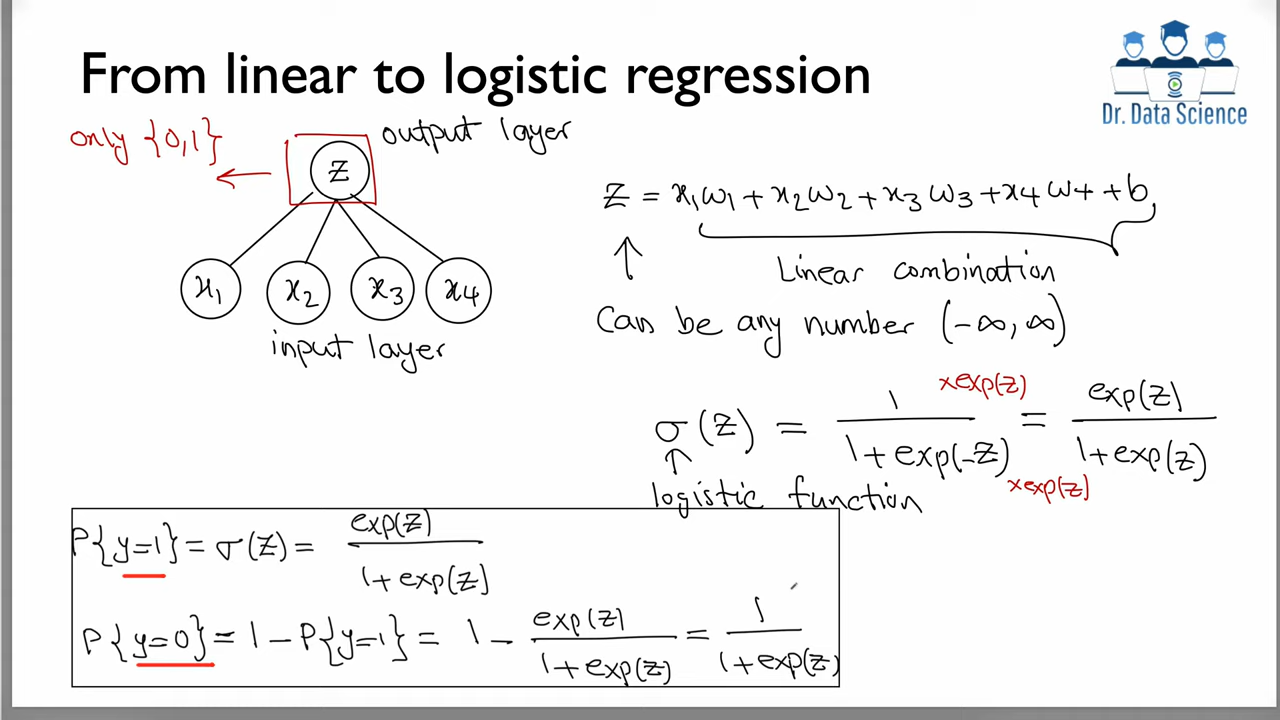 From linear to logistic regression
Dr. Data Science
only {0,1}
output layer
z
x1 x2 x3 x4
input layer
z = x1w1 + x2w2 + x3w3 + x4w4 + b
Linear combination
Can be any number (-∞, ∞)
σ(z) = 1 / (1 + exp(-z)) = exp(z) / (1 + exp(z))
xexp(z)
xexp(z)
logistic function
P{y=1} = σ(z) = exp(z) / (1 + exp(z))
P{y=0} = 1 - P{y=1} = 1 - exp(z) / (1 + exp(z)) = 1 / (1 + exp(z))